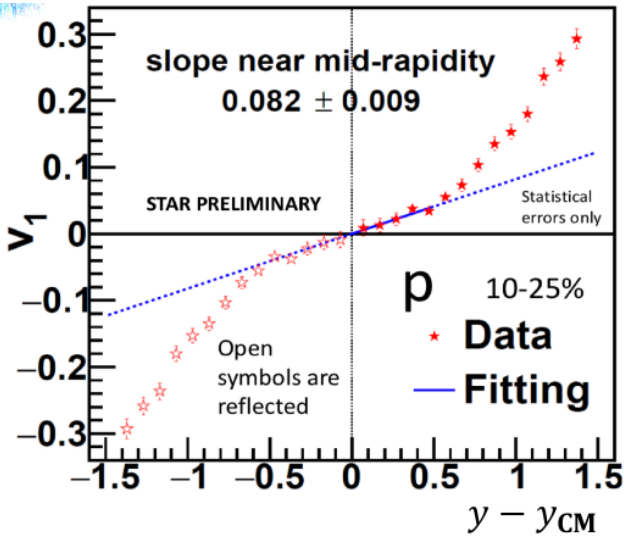 slope near mid-rapidity
0.082 ± 0.009
STAR PRELIMINARY
Statistical
errors only
p 10-25%
Data
Fitting
Open
symbols are
reflected
v₁
0.3
0.2
0.1
0
−0.1
−0.2
−0.3
−1.5 −1 −0.5 0 0.5 1 1.5
y − y_CM